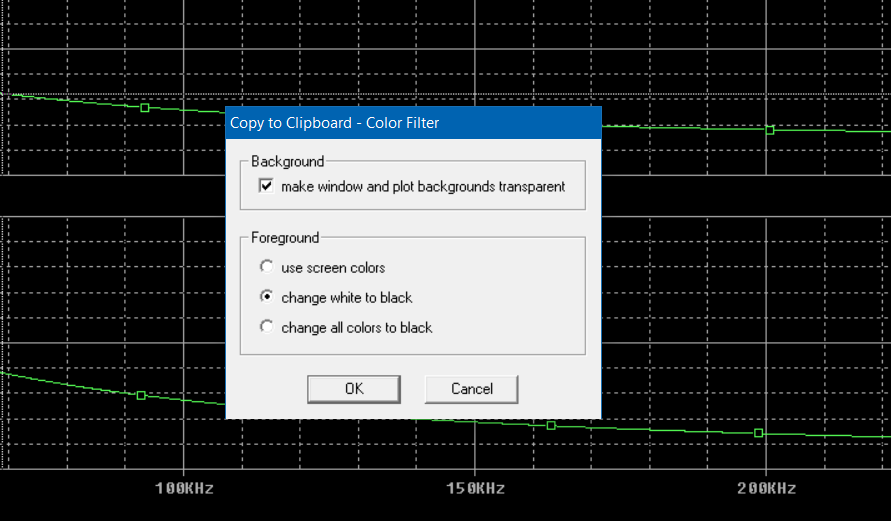 Copy to Clipboard - Color Filter
Background
make window and plot backgrounds transparent
Foreground
use screen colors
change white to black
change all colors to black
OK Cancel
100KHz 150KHz 200KHz